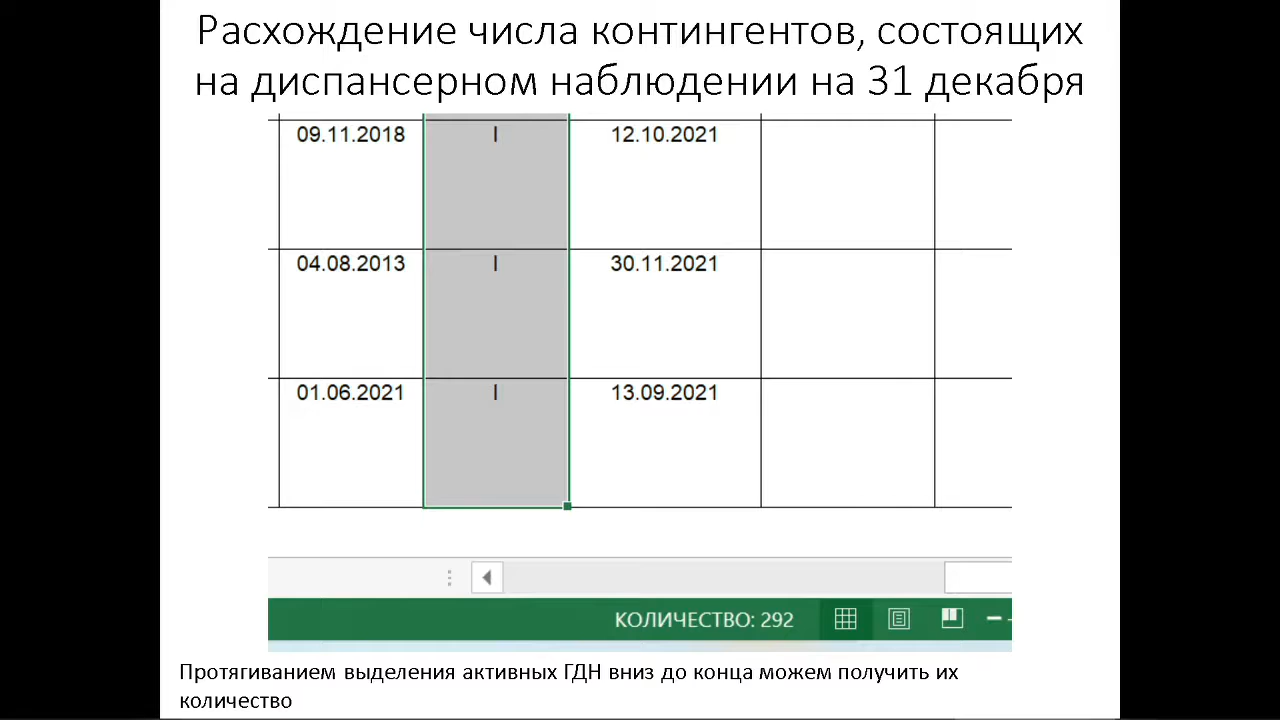 Расхождение числа контингентов, состоящих
на диспансерном наблюдении на 31 декабря
09.11.2018 I 12.10.2021
04.08.2013 I 30.11.2021
01.06.2021 I 13.09.2021
КОЛИЧЕСТВО: 292
Протягиванием выделения активных ГДН вниз до конца можем получить их
количество